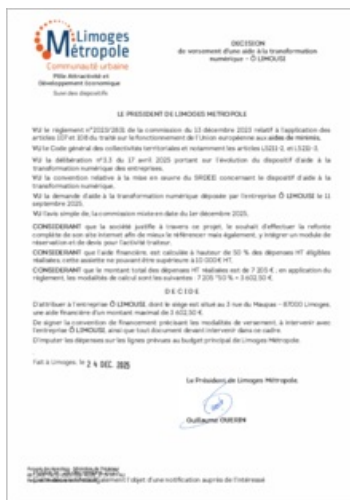 Limoges
Métropole
Communauté urbaine
Pôle Attractivité et
Développement Economique
Suivi des dispositifs
DECISION
de versement d'une aide à la transformation
numérique - Ô LIMOUSI
LE PRESIDENT DE LIMOGES METROPOLE
VU le règlement n°2023/2831 de la commission du 13 décembre 2023 relatif à l'application des
articles 107 et 108 du traité sur le fonctionnement de l'Union européenne aux aides de minimis,
VU le Code général des collectivités territoriales et notamment les articles L5211-2, et L5211-3,
VU la délibération n°3.3 du 17 avril 2025 portant sur l'évolution du dispositif d'aide à la
transformation numérique des entreprises.
VU la convention relative à la mise en œuvre du SRDEII concernant le dispositif d'aide à la
transformation numérique.
VU la demande d'aide à la transformation numérique déposée par l'entreprise Ô LIMOUSI le 11
septembre 2025.
VU l'avis simple de la commission mixte en date du 1er décembre 2025.
CONSIDERANT que la société justifie à travers ce projet, le souhait d'effectuer la refonte
complète de son site internet afin de mieux le référencer mais également, y intégrer un module de
réservation et de devis pour l'activité traiteur.
CONSIDERANT que l'aide financière, est calculée à hauteur de 50 % des dépenses HT éligibles
réalisées, cette assiette ne pouvant être supérieure à 10 000 € HT.
CONSIDERANT que le montant total des dépenses HT réalisées est de 7 205 € ; en application du
règlement, les modalités de calcul sont les suivantes : 7 205 *50 % = 3 602,50 €.
D E C I D E
D'attribuer à l'entreprise Ô LIMOUSI, dont le siège est situé au 3 rue du Maupas – 87000 Limoges,
une aide financière d'un montant maximal de 3 602,50 €.
De signer la convention de financement précisant les modalités de versement, à intervenir avec
l'entreprise Ô LIMOUSI, ainsi que tout document devant intervenir dans ce cadre.
D'imputer les dépenses sur les lignes prévues au budget principal de Limoges Métropole.
Fait à Limoges, le 24 DEC. 2025
Le Président de Limoges Métropole,
Guillaume GUERIN
l'objet d'une notification auprès de l'intéressé